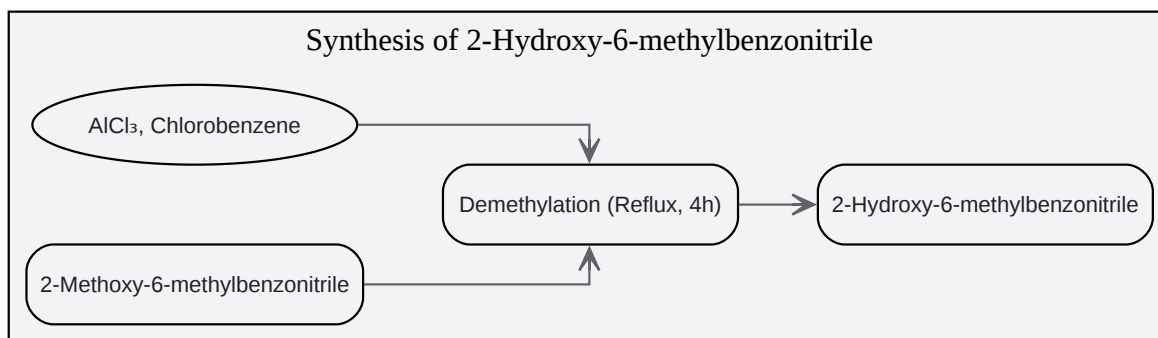 Synthesis of 2-Hydroxy-6-methylbenzonitrile
AlCl₃, Chlorobenzene
Demethylation (Reflux, 4h)
2-Hydroxy-6-methylbenzonitrile
2-Methoxy-6-methylbenzonitrile